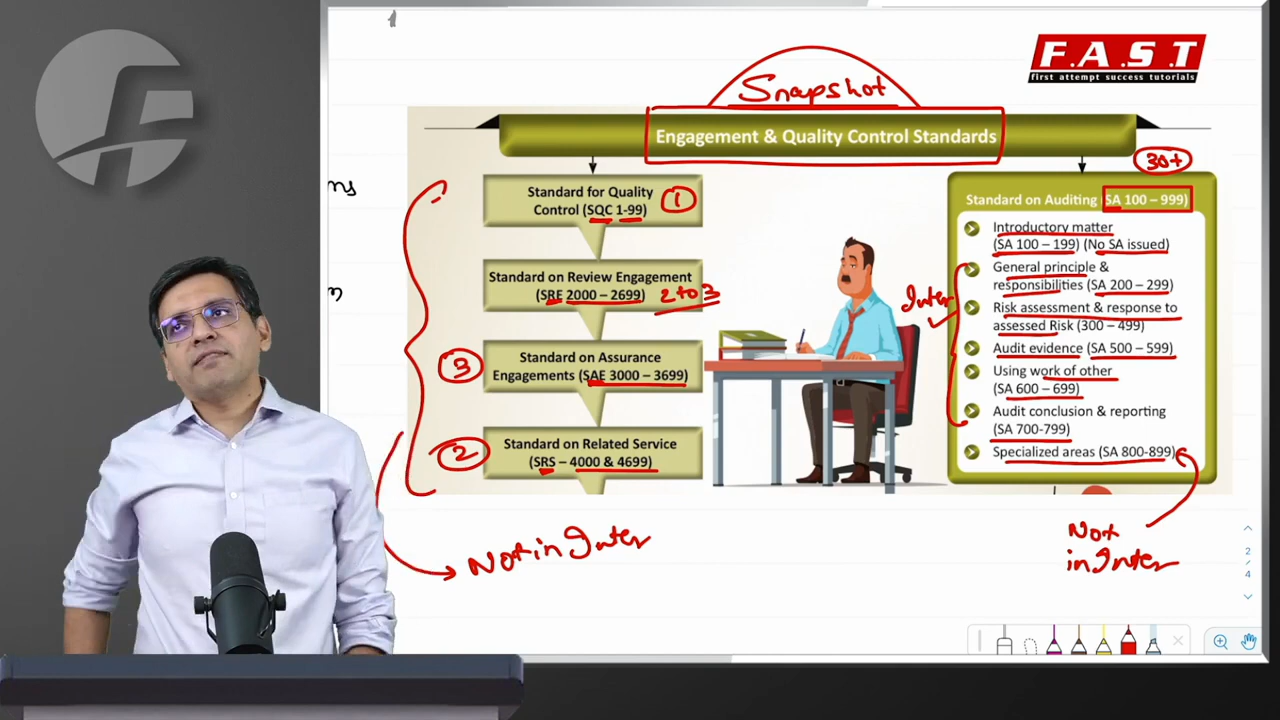 Snapshot
F.A.S.T
first attempt success tutorials
Engagement & Quality Control Standards
Standard for Quality
Control (SQC 1-99)
1
Standard on Review Engagement
(SRE 2000 – 2699)
2 to 3
Standard on Assurance
Engagements (SAE 3000 – 3699)
3
Standard on Related Service
(SRS – 4000 & 4699)
2
Not in Inter
30+
Standard on Auditing (SA 100 – 999)
Introductory matter
(SA 100 – 199) (No SA issued)
General principle &
responsibilities (SA 200 – 299)
Risk assessment & response to
assessed Risk (300 – 499)
Audit evidence (SA 500 – 599)
Using work of other
(SA 600 – 699)
Audit conclusion & reporting
(SA 700-799)
Specialized areas (SA 800-899)
Inter
Not
in Inter
2
4